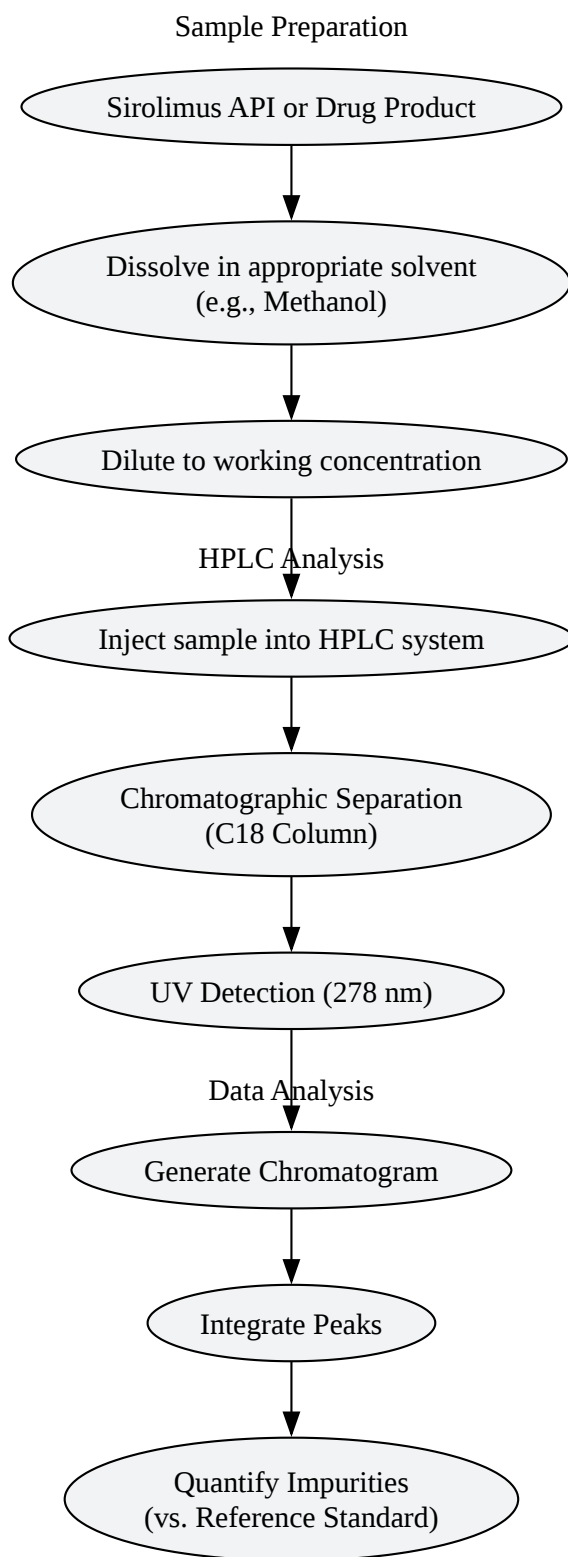 Sample Preparation
Sirolimus API or Drug Product
Dissolve in appropriate solvent
(e.g., Methanol)
Dilute to working concentration
HPLC Analysis
Inject sample into HPLC system
Chromatographic Separation
(C18 Column)
UV Detection (278 nm)
Data Analysis
Generate Chromatogram
Integrate Peaks
Quantify Impurities
(vs. Reference Standard)